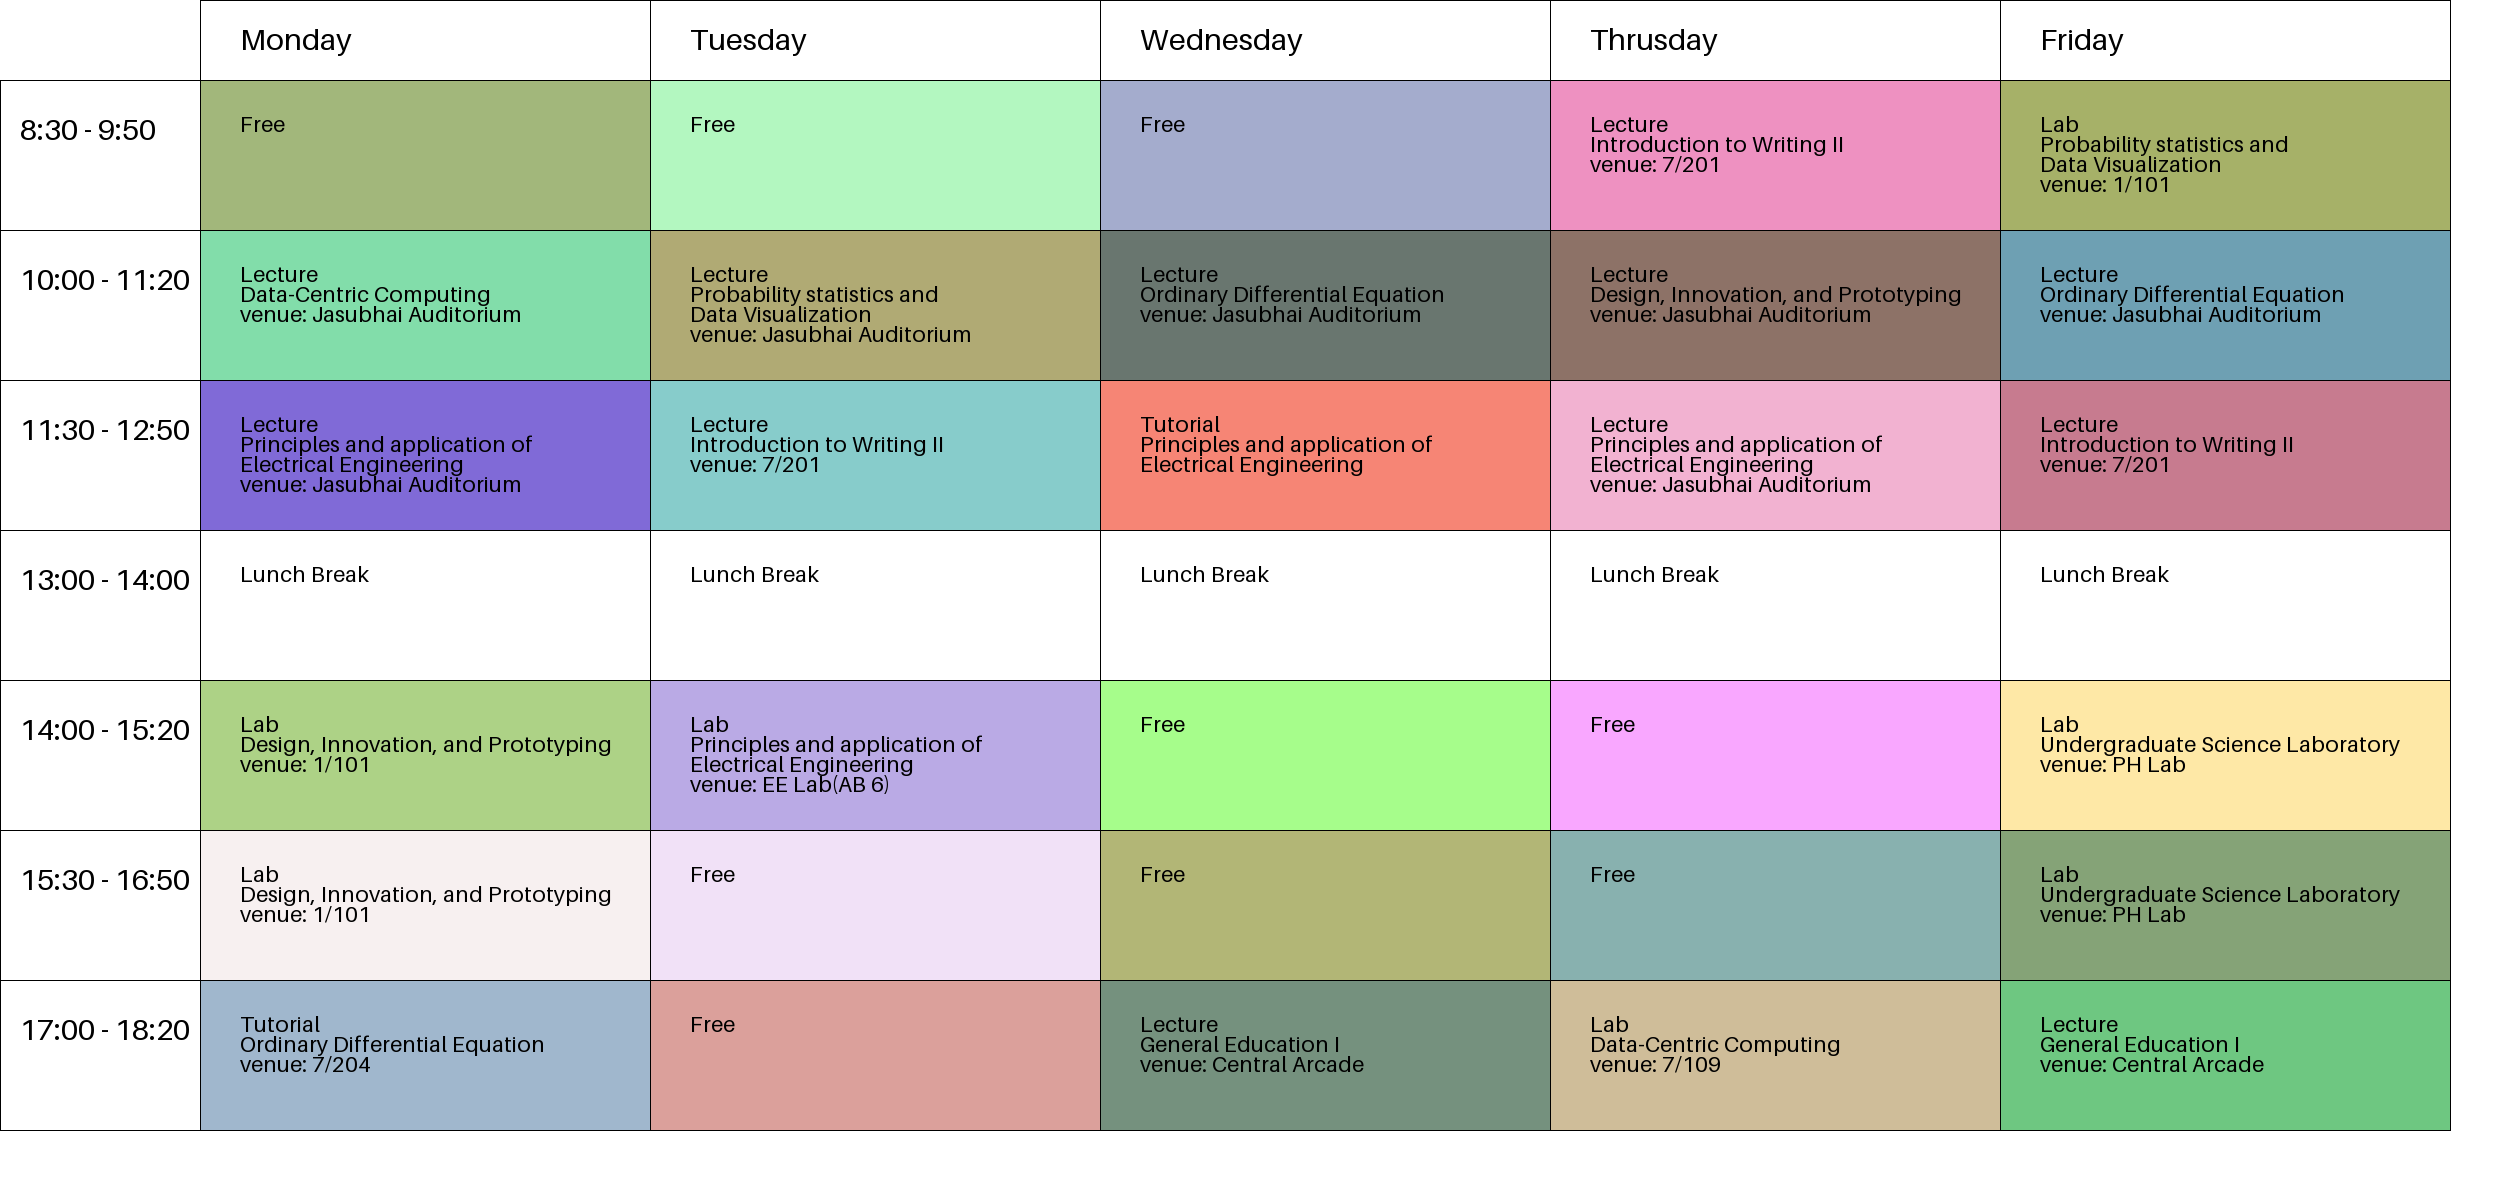 Monday
Tuesday
Wednesday
Thrusday
Friday
8:30 - 9:50
Free
Free
Free
Lecture
Introduction to Writing II
venue: 7/201
Lab
Probability statistics and
Data Visualization
venue: 1/101
10:00 - 11:20
Lecture
Data-Centric Computing
venue: Jasubhai Auditorium
Lecture
Probability statistics and
Data Visualization
venue: Jasubhai Auditorium
Lecture
Ordinary Differential Equation
venue: Jasubhai Auditorium
Lecture
Design, Innovation, and Prototyping
venue: Jasubhai Auditorium
Lecture
Ordinary Differential Equation
venue: Jasubhai Auditorium
11:30 - 12:50
Lecture
Principles and application of
Electrical Engineering
venue: Jasubhai Auditorium
Lecture
Introduction to Writing II
venue: 7/201
Tutorial
Principles and application of
Electrical Engineering
Lecture
Principles and application of
Electrical Engineering
venue: Jasubhai Auditorium
Lecture
Introduction to Writing II
venue: 7/201
13:00 - 14:00
Lunch Break
Lunch Break
Lunch Break
Lunch Break
Lunch Break
14:00 - 15:20
Lab
Design, Innovation, and Prototyping
venue: 1/101
Lab
Principles and application of
Electrical Engineering
venue: EE Lab(AB 6)
Free
Free
Lab
Undergraduate Science Laboratory
venue: PH Lab
15:30 - 16:50
Lab
Design, Innovation, and Prototyping
venue: 1/101
Free
Free
Free
Lab
Undergraduate Science Laboratory
venue: PH Lab
17:00 - 18:20
Tutorial
Ordinary Differential Equation
venue: 7/204
Free
Lecture
General Education I
venue: Central Arcade
Lab
Data-Centric Computing
venue: 7/109
Lecture
General Education I
venue: Central Arcade